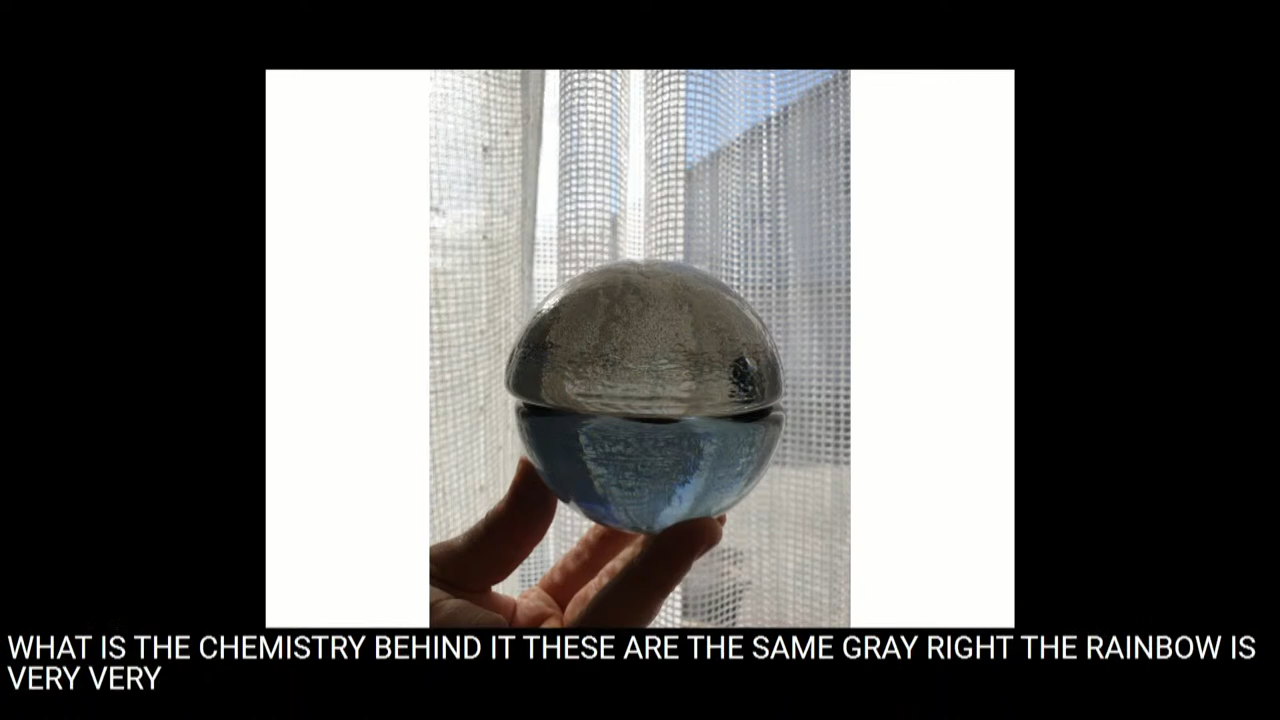 WHAT IS THE CHEMISTRY BEHIND IT THESE ARE THE SAME GRAY RIGHT THE RAINBOW IS
VERY VERY